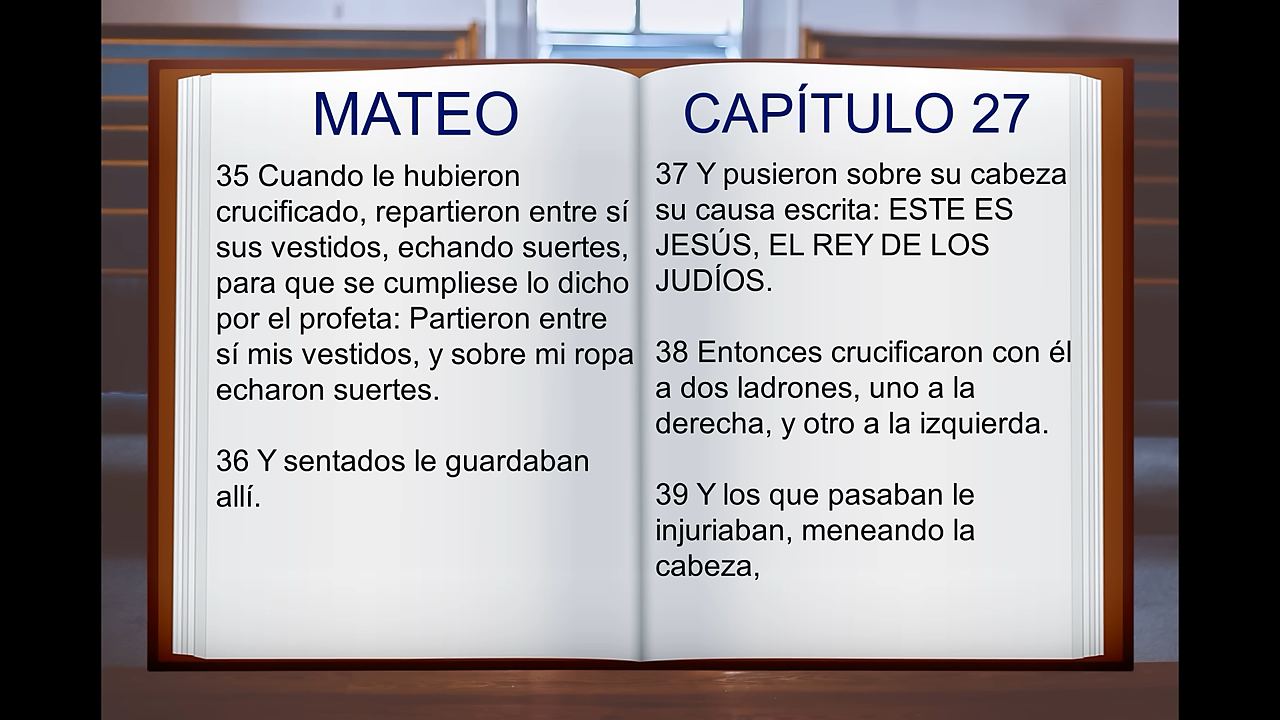 MATEO
35 Cuando le hubieron
crucificado, repartieron entre sí
sus vestidos, echando suertes,
para que se cumpliese lo dicho
por el profeta: Partieron entre
sí mis vestidos, y sobre mi ropa
echaron suertes.
36 Y sentados le guardaban
allí.
CAPÍTULO 27
37 Y pusieron sobre su cabeza
su causa escrita: ESTE ES
JESÚS, EL REY DE LOS
JUDÍOS.
38 Entonces crucificaron con él
a dos ladrones, uno a la
derecha, y otro a la izquierda.
39 Y los que pasaban le
injuriaban, meneando la
cabeza,